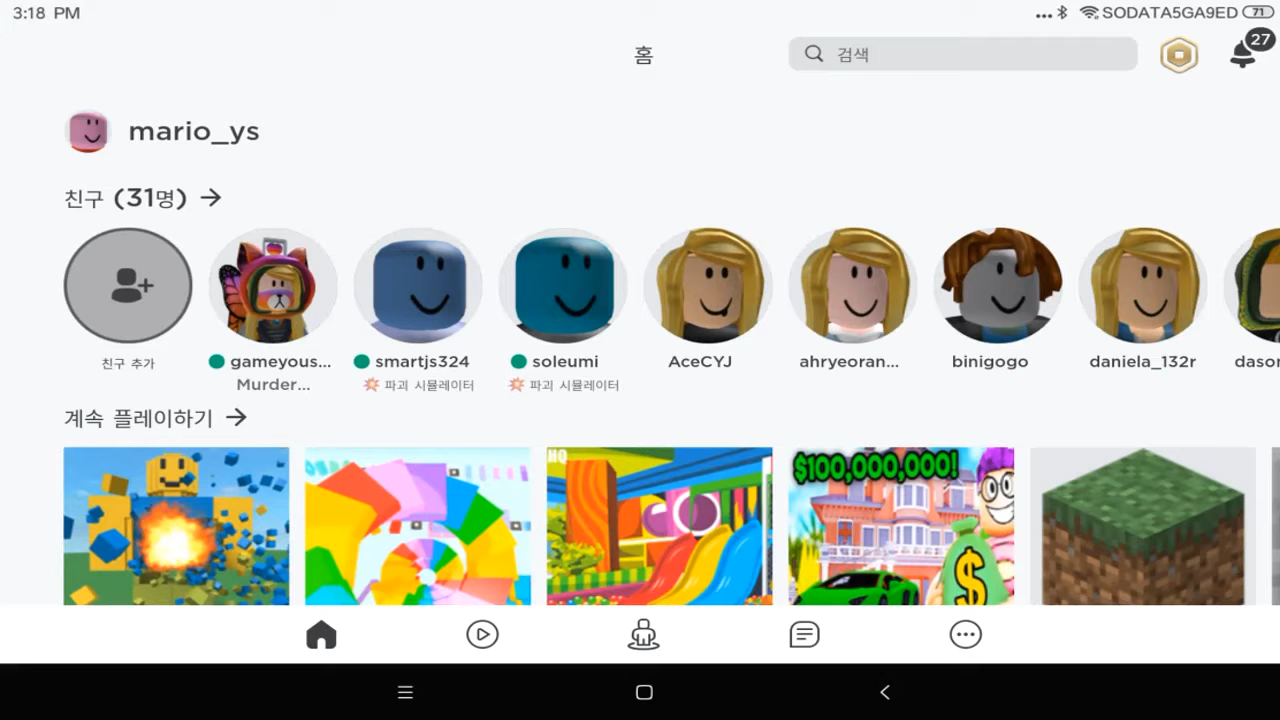 3:18 PM
SODATA5GA9ED 71
홈
검색
27
mario_ys
친구 (31명)
친구 추가
gameyous...
Murder...
smartjs324
파괴 시뮬레이터
soleumi
파괴 시뮬레이터
AceCYJ
ahryeoran...
binigogo
daniela_132r
dason
계속 플레이하기
HQ
$100,000,000!
$